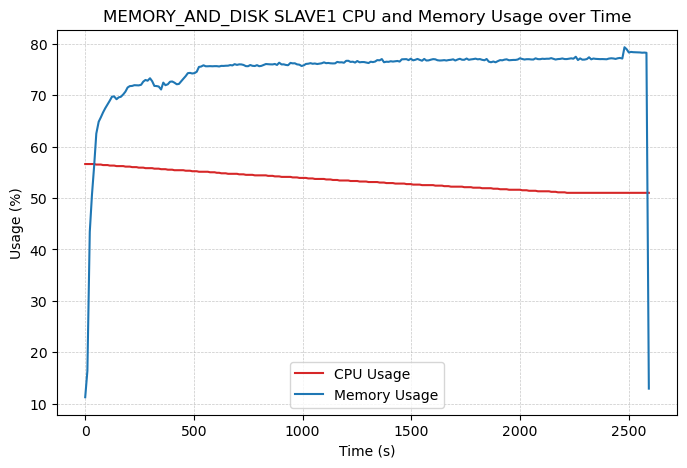 MEMORY_AND_DISK SLAVE1 CPU and Memory Usage over Time
80
70
60
50
40
30
20
10
Usage (%)
CPU Usage
Memory Usage
0 500 1000 1500 2000 2500
Time (s)